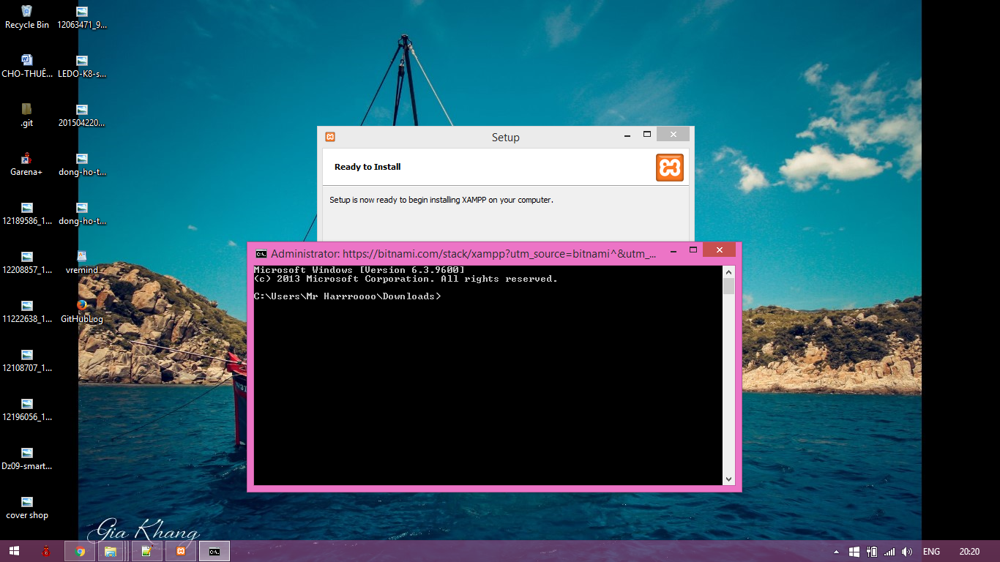 Recycle Bin
12063471_9...
CHO-THUÊ...
LEDO-K8-s...
.git
201504220...
Garena+
dong-ho-t...
12189586_1...
dong-ho-t...
12208857_1...
vremind
11222638_1...
GitHubLog
12108707_1...
12196056_1...
Dz09-smart...
cover shop
Setup
Ready to Install
Setup is now ready to begin installing XAMPP on your computer.
Administrator: https://bitnami.com/stack/xampp?utm_source=bitnami^&utm_...
Microsoft Windows [Version 6.3.9600]
(c) 2013 Microsoft Corporation. All rights reserved.
C:\Users\Mr Harrroooo\Downloads>
Gia Khang
ENG
20:20